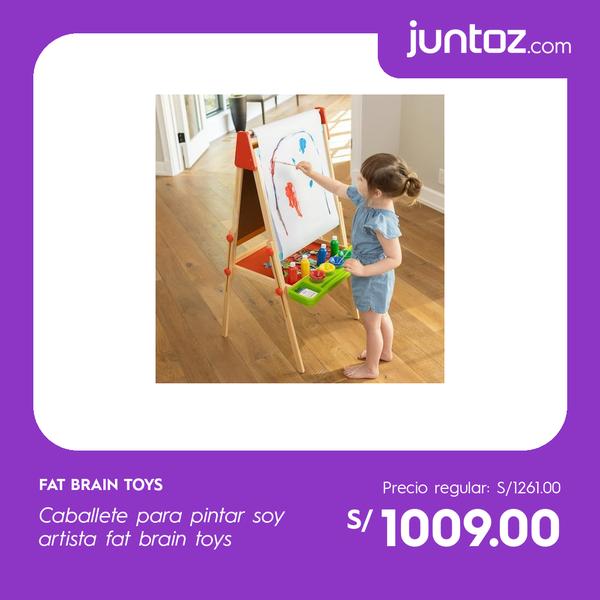 juntoz.com
FAT BRAIN TOYS
Caballete para pintar soy
artista fat brain toys
Precio regular: S/1261.00
S/ 1009.00